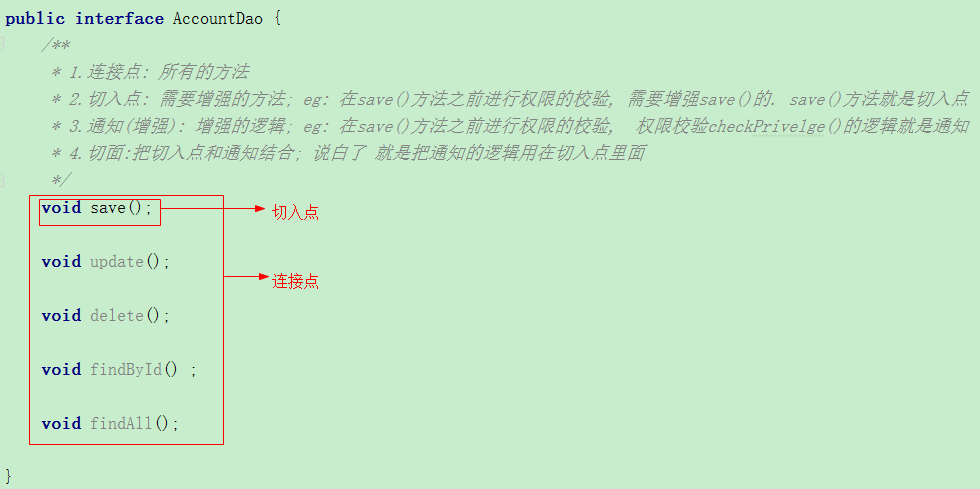 public interface AccountDao {
/**
* 1.连接点: 所有的方法
* 2.切入点: 需要增强的方法; eg: 在save()方法之前进行权限的校验, 需要增强save()的. save()方法就是切入点
* 3.通知(增强): 增强的逻辑; eg: 在save()方法之前进行权限的校验, 权限校验checkPrivelge()的逻辑就是通知
* 4.切面:把切入点和通知结合; 说白了 就是把通知的逻辑用在切入点里面
*/
void save(); 切入点
void update();
连接点
void delete();
void findById() ;
void findAll();
}